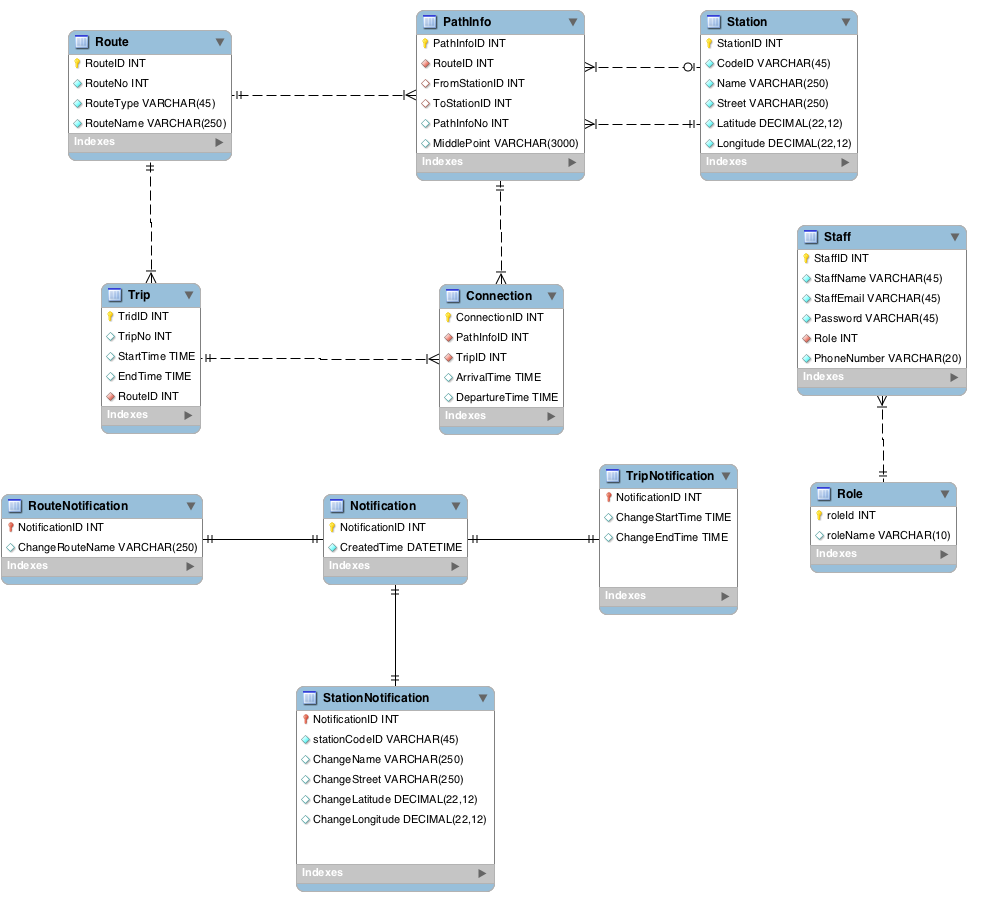 Route
RouteID INT
RouteNo INT
RouteType VARCHAR(45)
RouteName VARCHAR(250)
Indexes
PathInfo
PathInfoID INT
RouteID INT
FromStationID INT
ToStationID INT
PathInfoNo INT
MiddlePoint VARCHAR(3000)
Indexes
Station
StationID INT
CodeID VARCHAR(45)
Name VARCHAR(250)
Street VARCHAR(250)
Latitude DECIMAL(22,12)
Longitude DECIMAL(22,12)
Indexes
Trip
TridID INT
TripNo INT
StartTime TIME
EndTime TIME
RouteID INT
Indexes
Connection
ConnectionID INT
PathInfoID INT
TripID INT
ArrivalTime TIME
DepartureTime TIME
Indexes
Staff
StaffID INT
StaffName VARCHAR(45)
StaffEmail VARCHAR(45)
Password VARCHAR(45)
Role INT
PhoneNumber VARCHAR(20)
Indexes
RouteNotification
NotificationID INT
ChangeRouteName VARCHAR(250)
Indexes
Notification
NotificationID INT
CreatedTime DATETIME
Indexes
TripNotification
NotificationID INT
ChangeStartTime TIME
ChangeEndTime TIME
Indexes
Role
roleId INT
roleName VARCHAR(10)
Indexes
StationNotification
NotificationID INT
stationCodeID VARCHAR(45)
ChangeName VARCHAR(250)
ChangeStreet VARCHAR(250)
ChangeLatitude DECIMAL(22,12)
ChangeLongitude DECIMAL(22,12)
Indexes